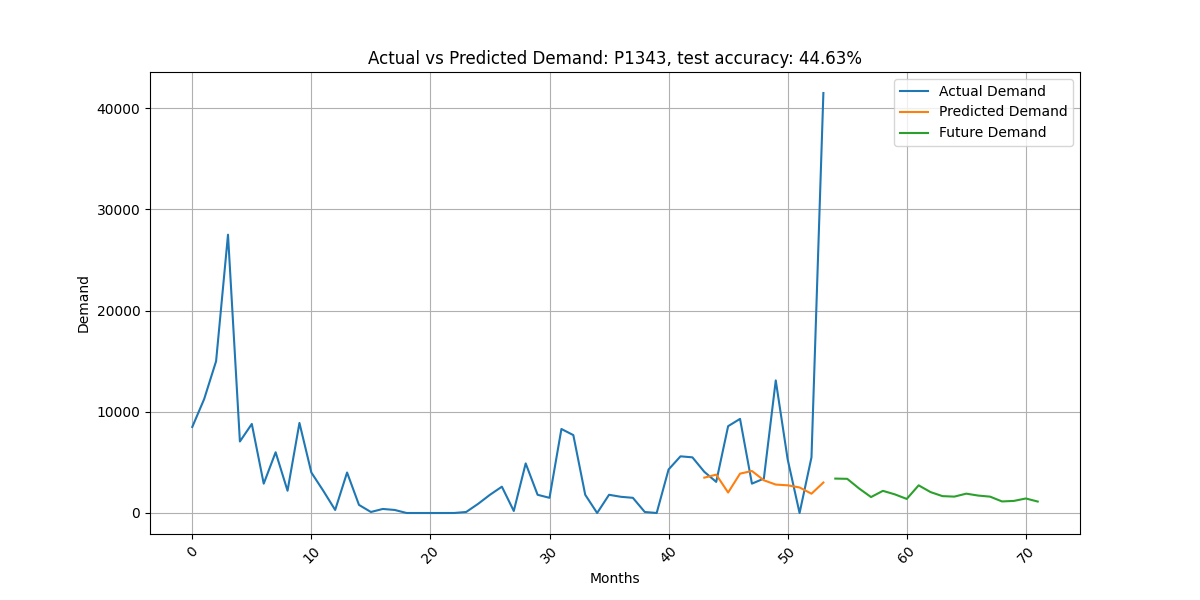 Actual vs Predicted Demand: P1343, test accuracy: 44.63%
Actual Demand
Predicted Demand
Future Demand
40000
30000
20000
10000
0
Demand
0 10 20 30 40 50 60 70
Months